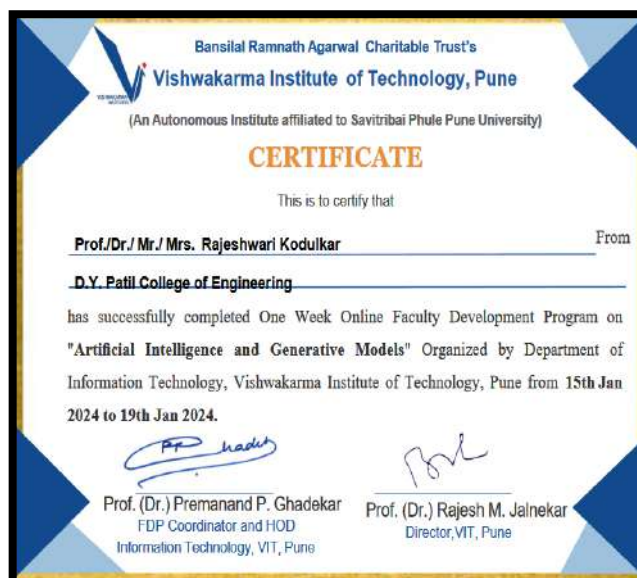 Bansilal Ramnath Agarwal Charitable Trust's
Vishwakarma Institute of Technology, Pune
(An Autonomous Institute affiliated to Savitribai Phule Pune University)
CERTIFICATE
This is to certify that
Prof./Dr./ Mr./ Mrs. Rajeshwari Kodulkar From
D.Y. Patil College of Engineering
has successfully completed One Week Online Faculty Development Program on
"Artificial Intelligence and Generative Models" Organized by Department of
Information Technology, Vishwakarma Institute of Technology, Pune from 15th Jan
2024 to 19th Jan 2024.
Prof. (Dr.) Premanand P. Ghadekar
FDP Coordinator and HOD
Information Technology, VIT, Pune
Prof. (Dr.) Rajesh M. Jalnekar
Director,VIT, Pune